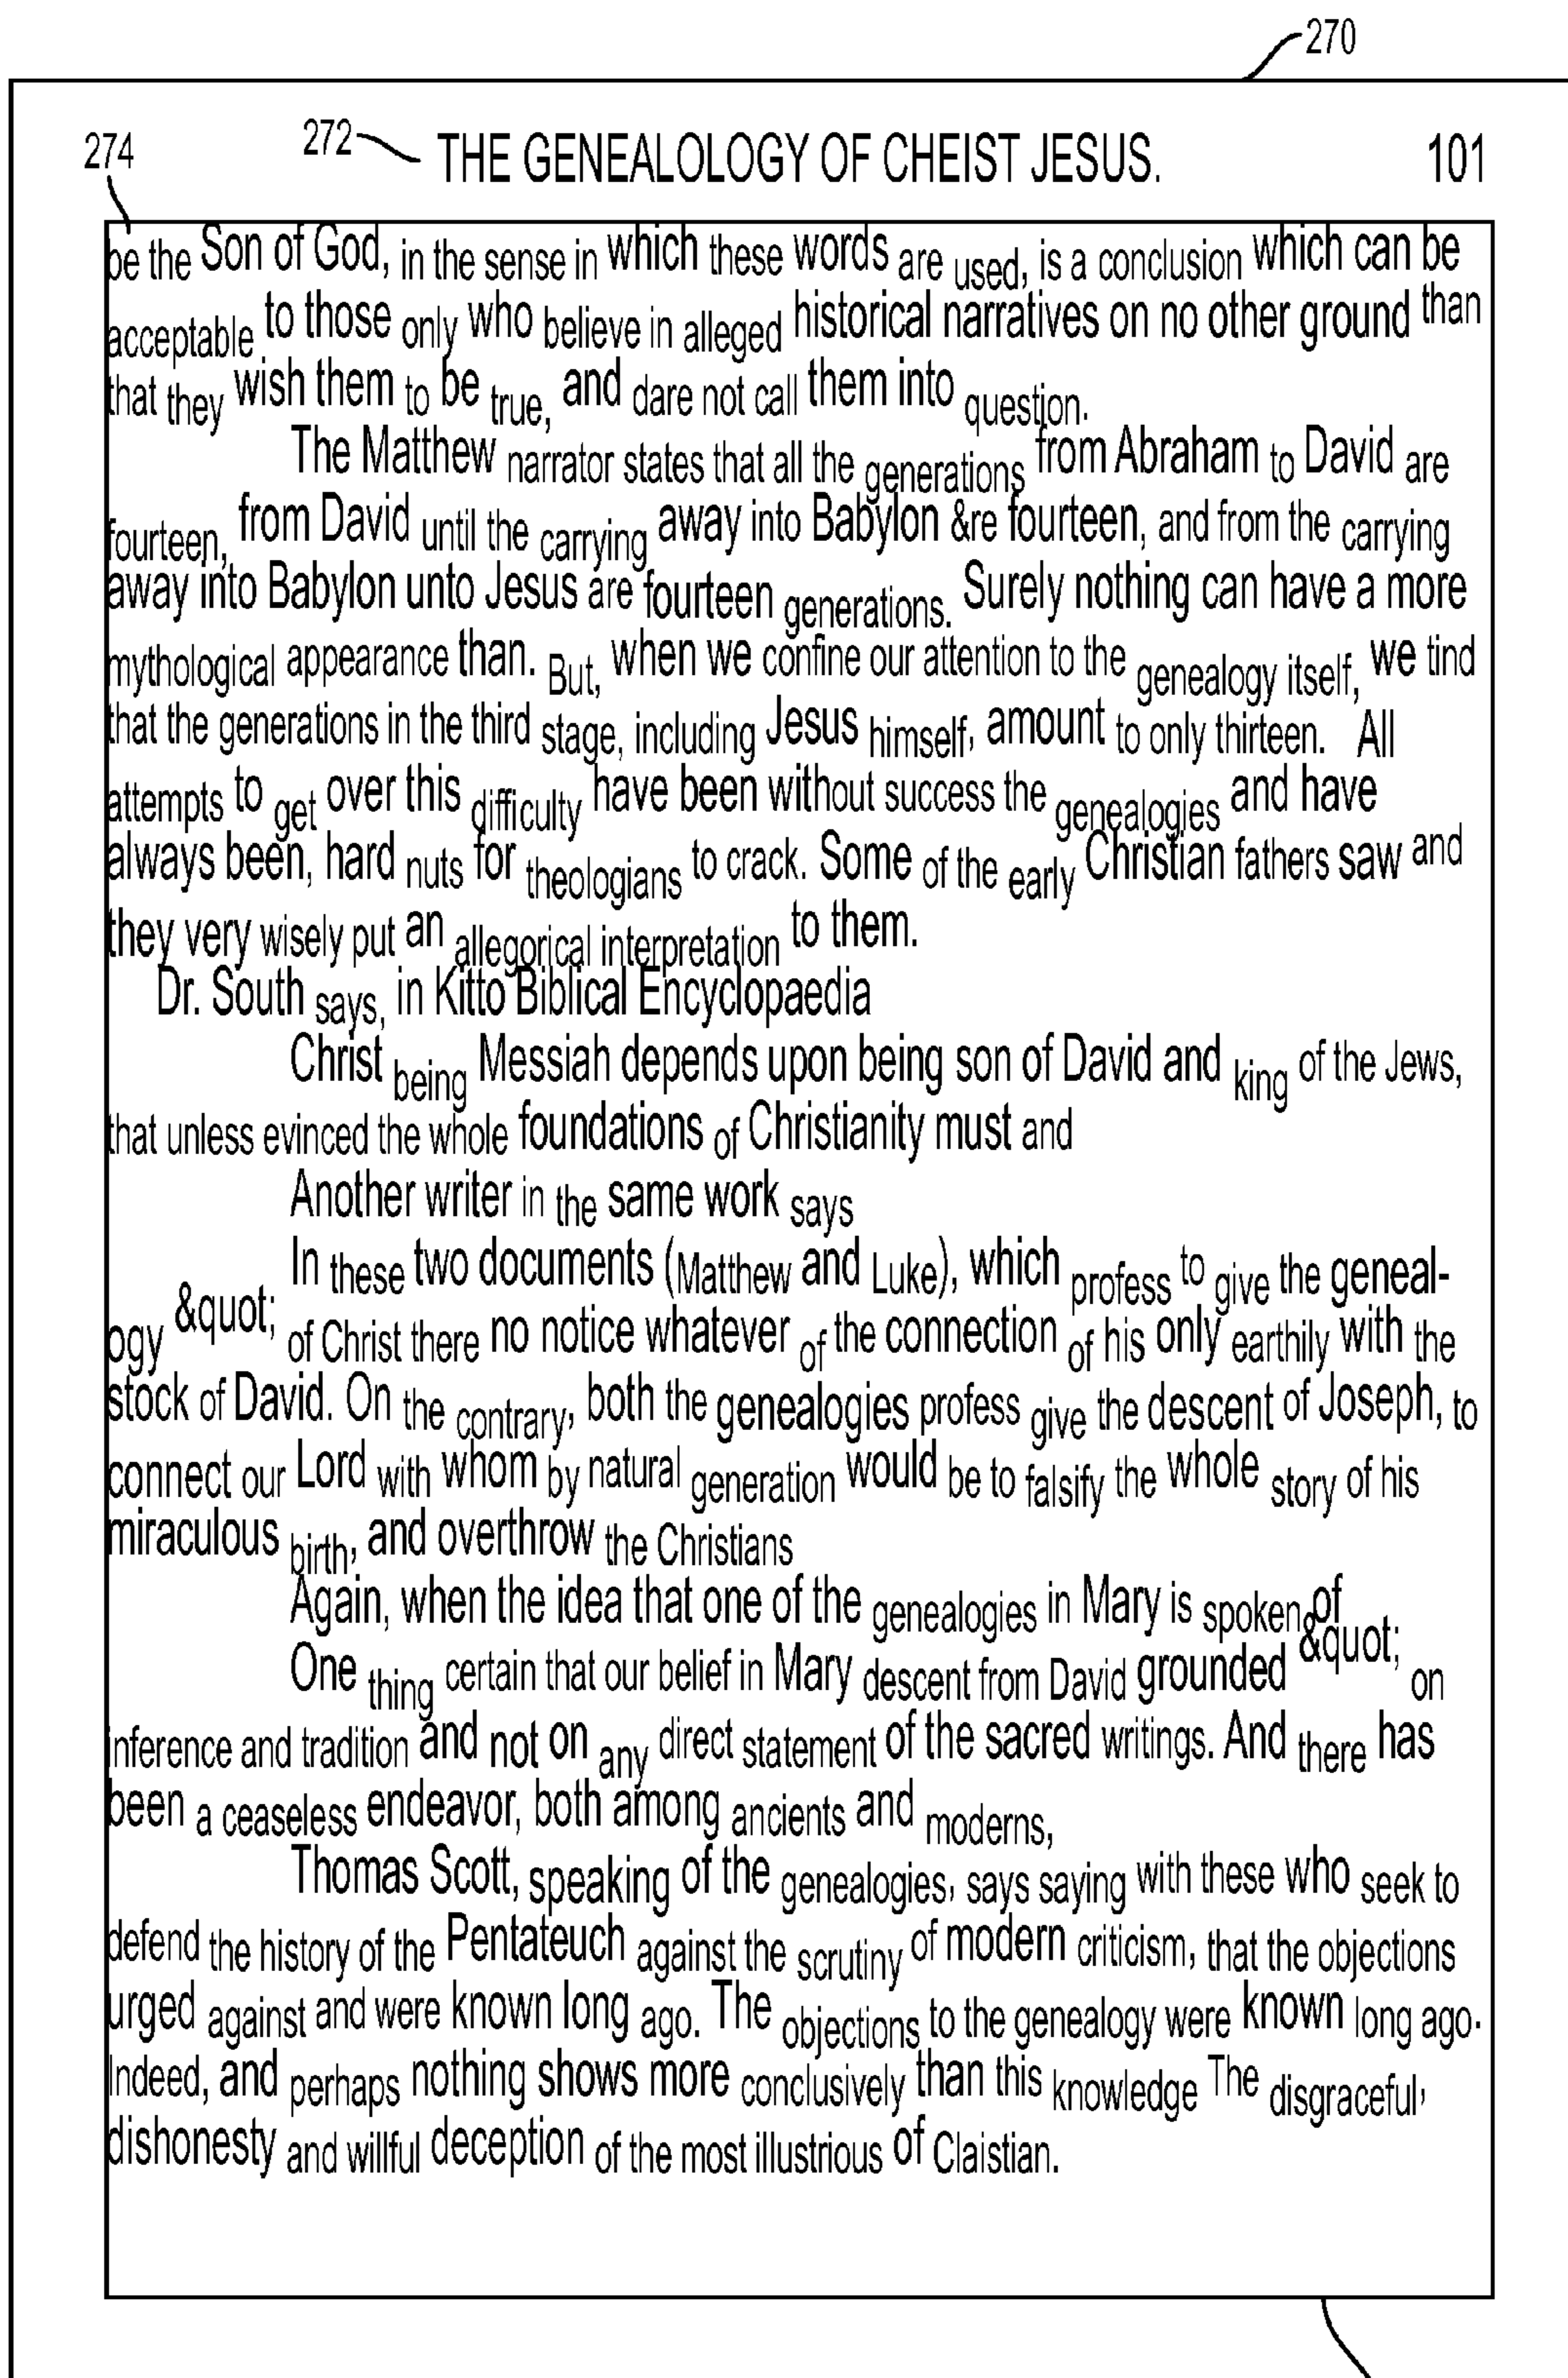 270
274 272 THE GENEALOLOGY OF CHEIST JESUS. 101
be the Son of God, in the sense in which these words are used, is a conclusion which can be
acceptable to those only who believe in alleged historical narratives on no other ground than
that they wish them to be true, and dare not call them into question.
The Matthew narrator states that all the generations from Abraham to David are
fourteen, from David until the carrying away into Babylon &re fourteen, and from the carrying
away into Babylon unto Jesus are fourteen generations. Surely nothing can have a more
mythological appearance than. But, when we confine our attention to the genealogy itself, we tind
that the generations in the third stage, including Jesus himself, amount to only thirteen. All
attempts to get over this difficulty have been without success the genealogies and have
always been, hard nuts for theologians to crack. Some of the early Christian fathers saw and
they very wisely put an allegorical interpretation to them.
Dr. South says, in Kitto Biblical Encyclopaedia
Christ being Messiah depends upon being son of David and king of the Jews,
that unless evinced the whole foundations of Christianity must and
Another writer in the same work says
In these two documents (Matthew and Luke), which profess to give the geneal-
ogy &quot; of Christ there no notice whatever of the connection of his only earthily with the
stock of David. On the contrary, both the genealogies profess give the descent of Joseph, to
connect our Lord with whom by natural generation would be to falsify the whole story of his
miraculous birth, and overthrow the Christians
Again, when the idea that one of the genealogies in Mary is spoken of
One thing certain that our belief in Mary descent from David grounded &quot; on
inference and tradition and not on any direct statement of the sacred writings. And there has
been a ceaseless endeavor, both among ancients and moderns,
Thomas Scott, speaking of the genealogies, says saying with these who seek to
defend the history of the Pentateuch against the scrutiny of modern criticism, that the objections
urged against and were known long ago. The objections to the genealogy were known long ago.
Indeed, and perhaps nothing shows more conclusively than this knowledge The disgraceful,
dishonesty and willful deception of the most illustrious of Claistian.